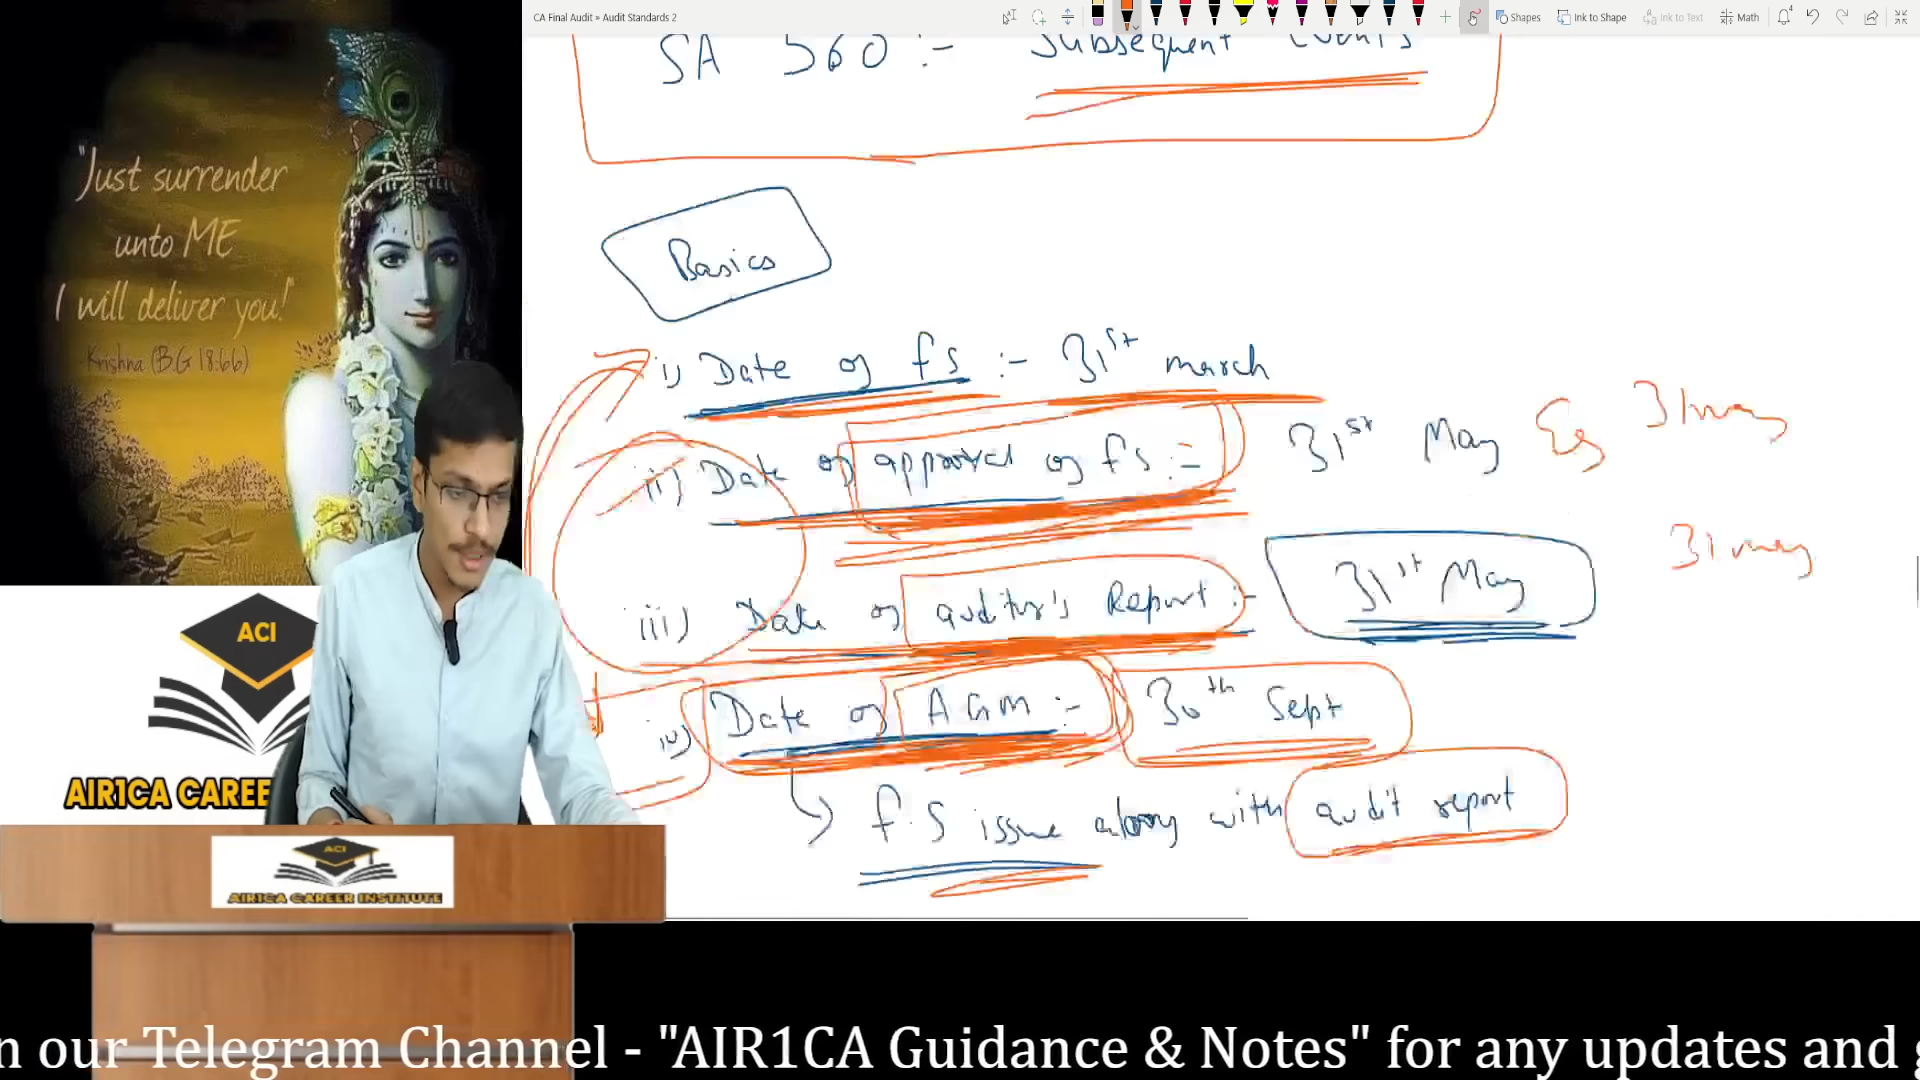 CA Final Audit » Audit Standards 2
Shapes
Ink to Shape
Ink to Text
Math
SA 560 :- Subsequent Events
"Just surrender
unto ME
I will deliver you!"
-Krishna (B.G 18:66)
Basics
i) Date of fs :- 31st march
ii) Date of approval of fs :- 31st May Eg 31 may
iii) Date of auditor's Report :- 31st May 31 may
iv) Date of AGM :- 30th Sept
f.s issue along with audit report
ACI
AIR1CA CAREE
ACI
AIR1CA CAREER INSTITUTE
n our Telegram Channel - "AIR1CA Guidance & Notes" for any updates and g